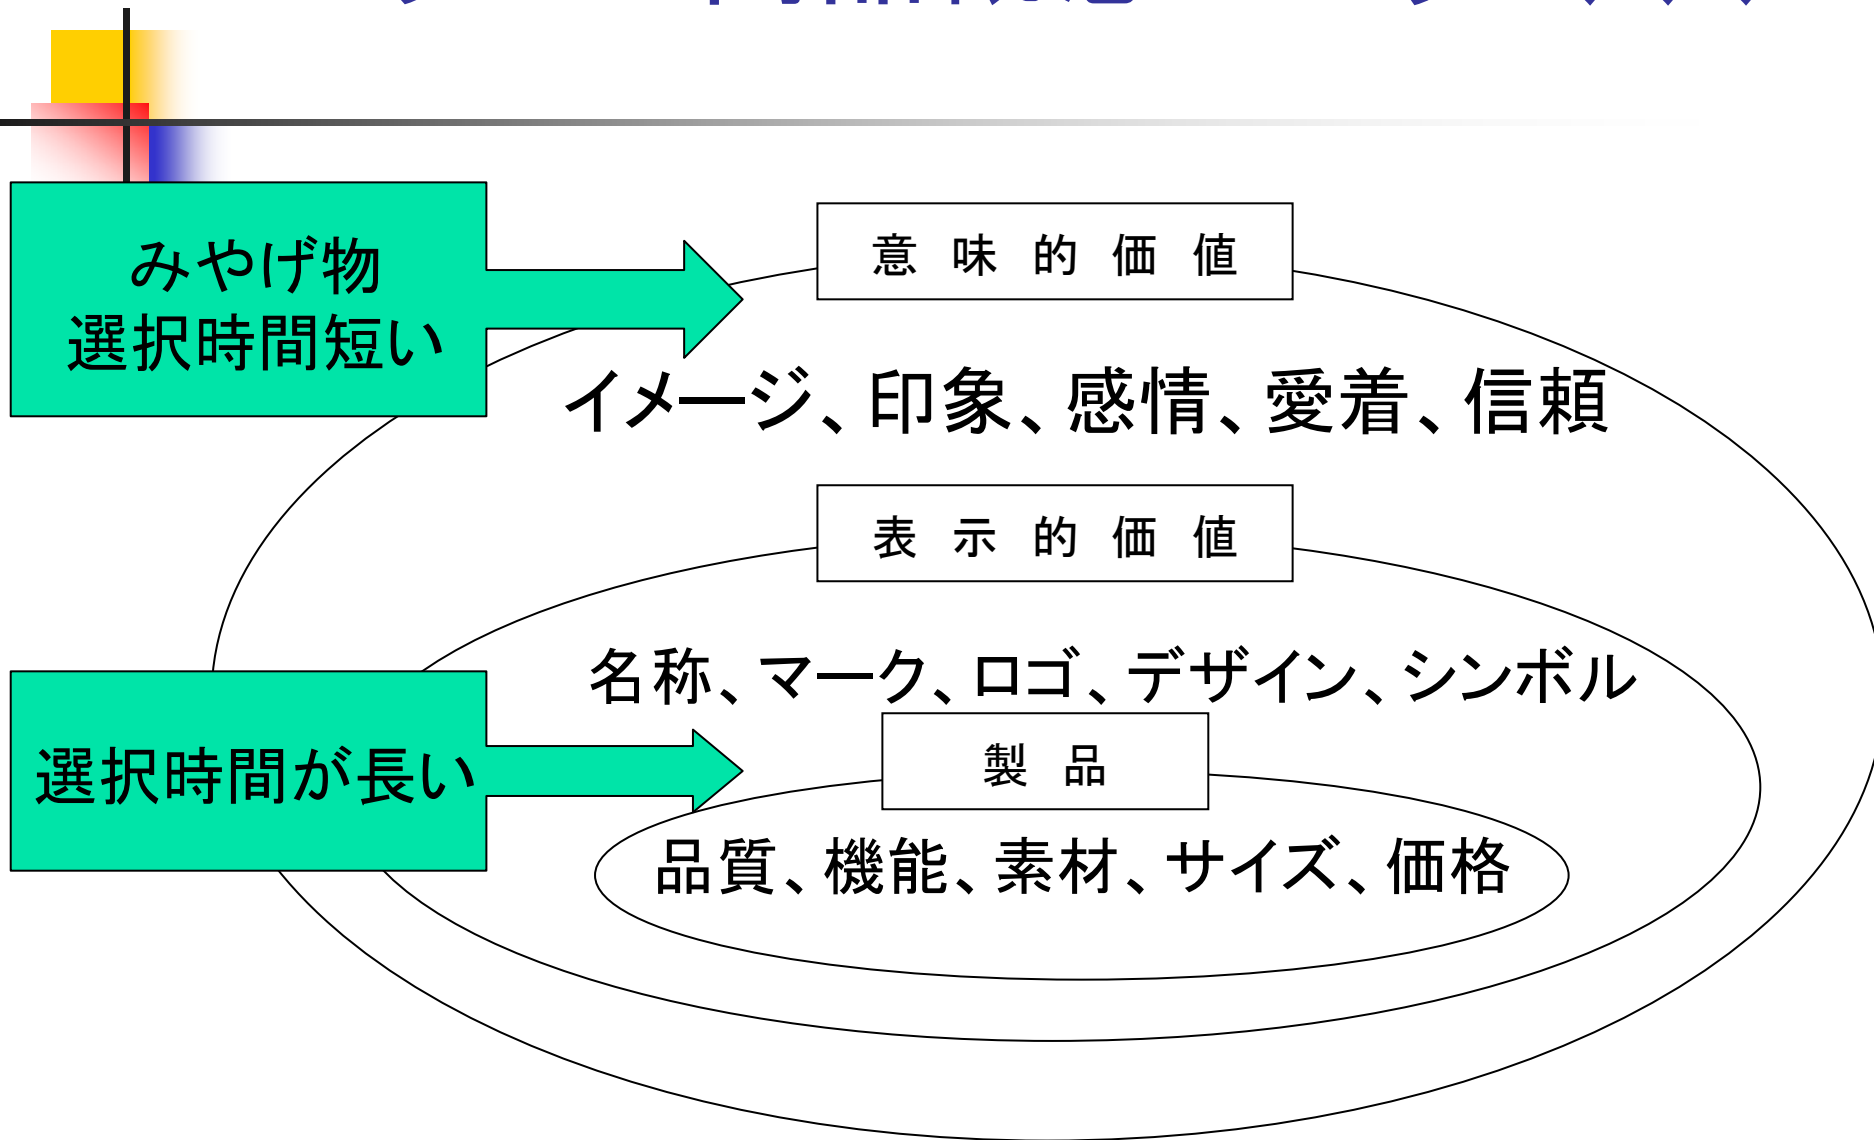 みやげ物
選択時間短い
意味的価値
イメージ、印象、感情、愛着、信頼
表示的価値
名称、マーク、ロゴ、デザイン、シンボル
選択時間が長い
製品
品質、機能、素材、サイズ、価格